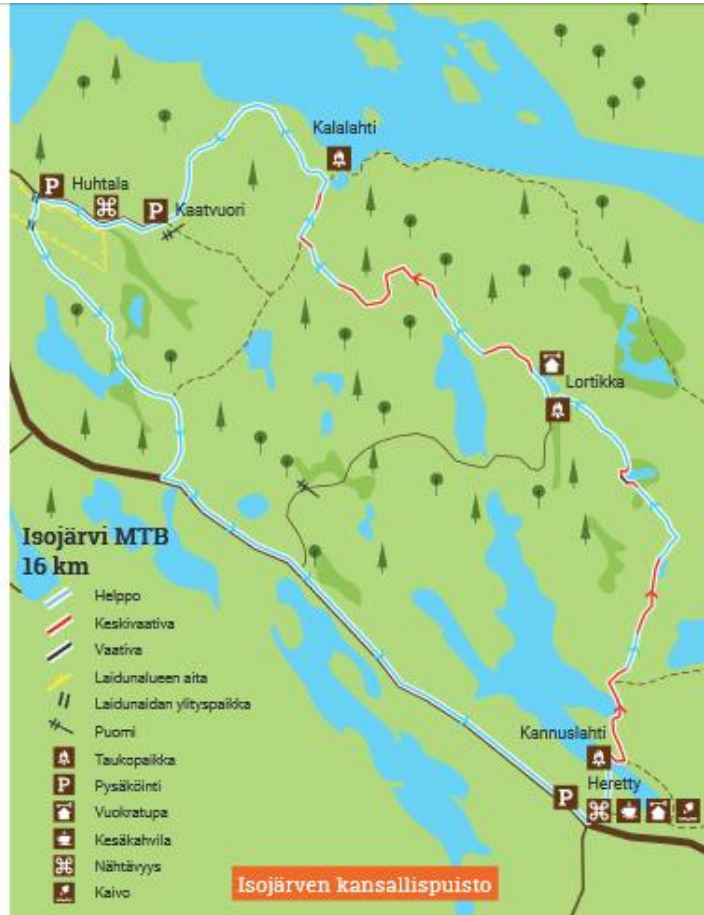 Kalalahti
P
Huhtala
P
Kaatvuori
Lortikka
Isojärvi MTB
16 km
Helppo
Keskivaativa
Vaativa
Laidunalueen aita
Laidunaidan ylityspaikka
Puomi
Taukopaikka
P
Pysäköinti
Vuokratupa
Kesäkahvila
Nähtävyys
Kaivo
Kannuslahti
Heretty
P
Isojärven kansallispuisto